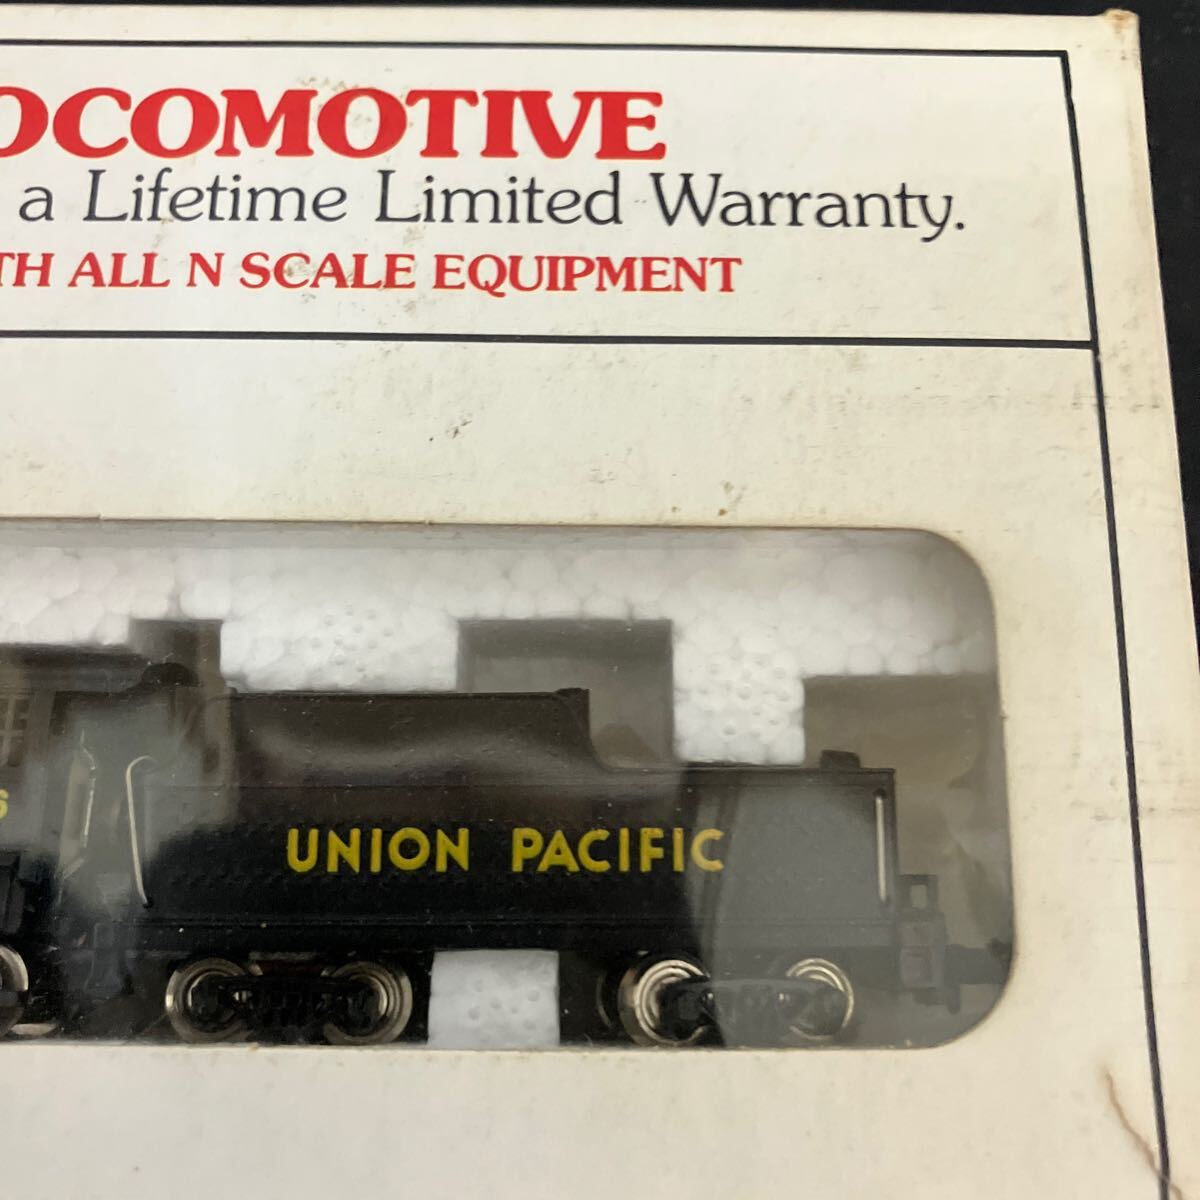 OCOMOTIVE
a Lifetime Limited Warranty.
TH ALL N SCALE EQUIPMENT
UNION PACIFIC